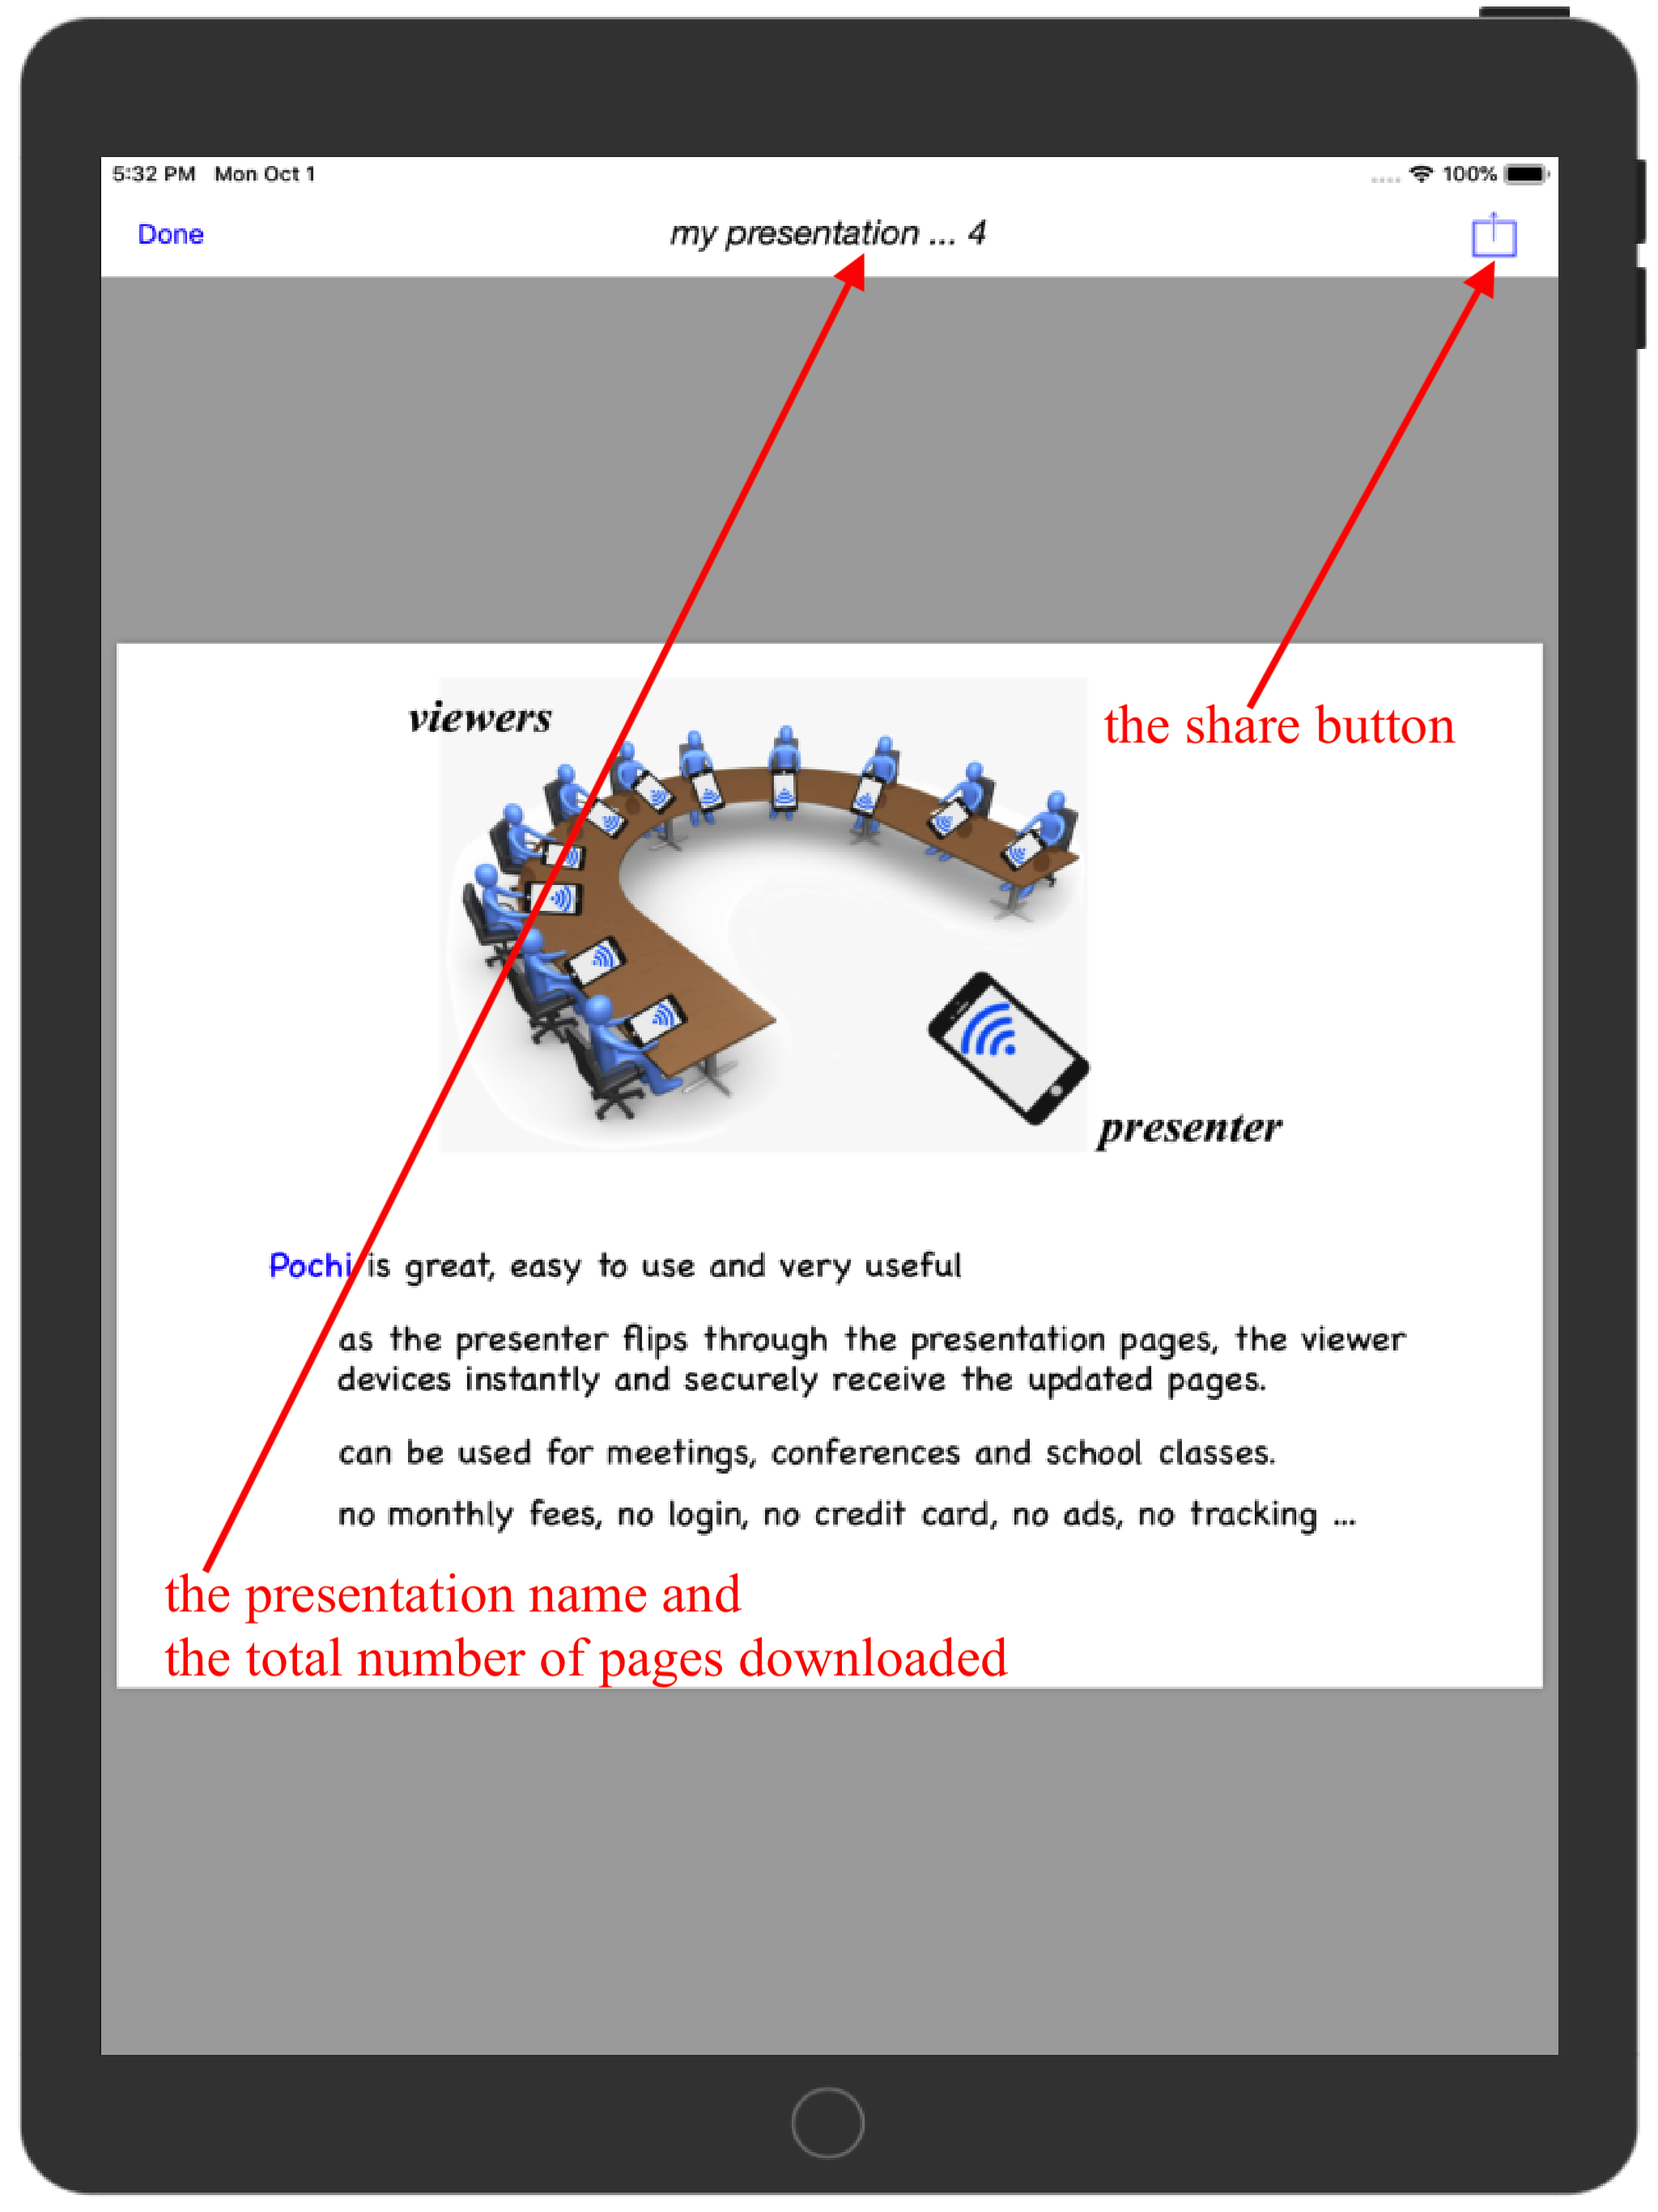 5:32 PM Mon Oct 1
100%
Done
my presentation ... 4
viewers
the share button
presenter
Pochi is great, easy to use and very useful
as the presenter flips through the presentation pages, the viewer
devices instantly and securely receive the updated pages.
can be used for meetings, conferences and school classes.
no monthly fees, no login, no credit card, no ads, no tracking ...
the presentation name and
the total number of pages downloaded